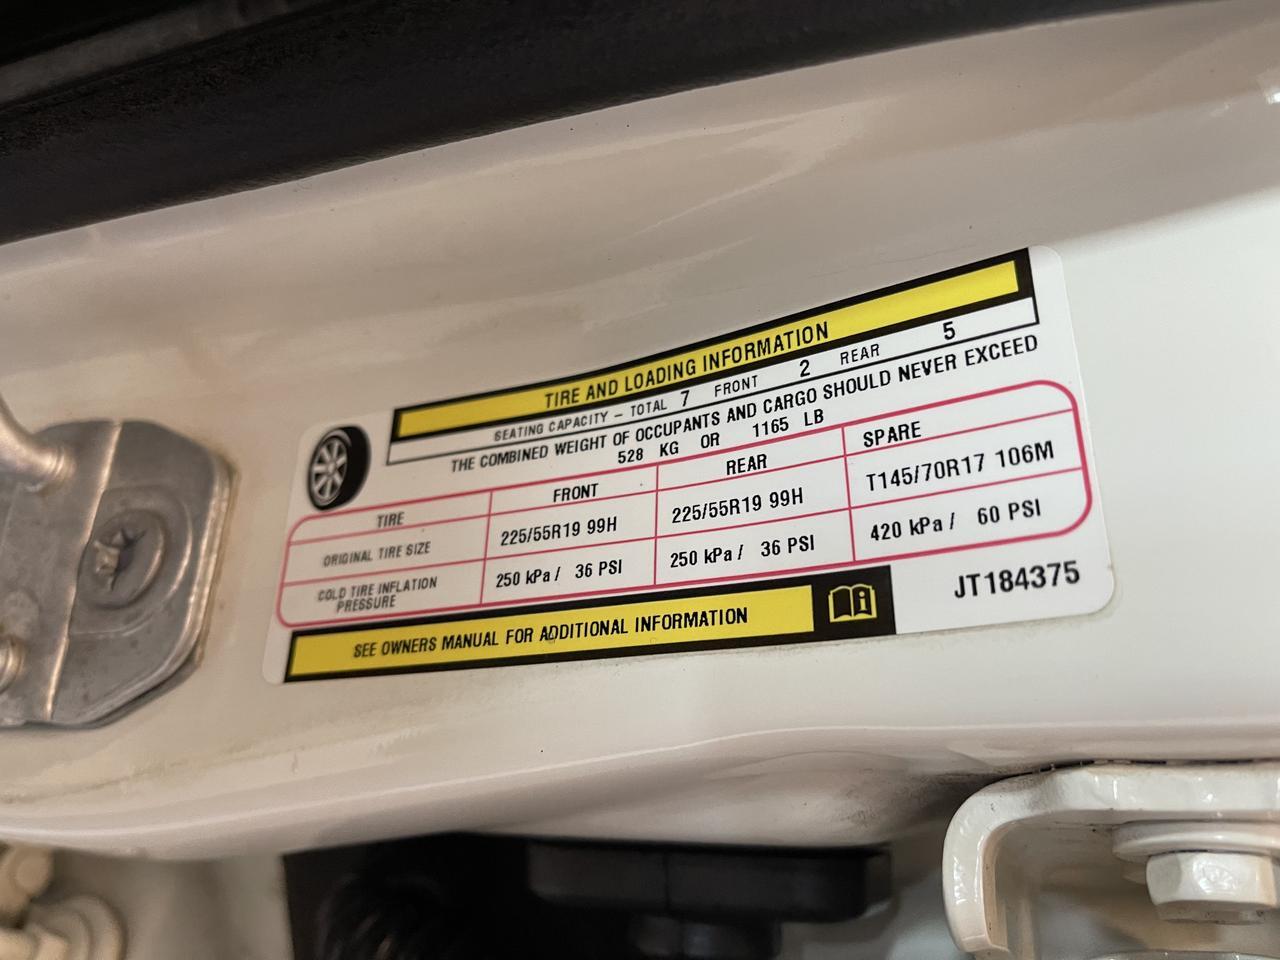 TIRE AND LOADING INFORMATION
SEATING CAPACITY – TOTAL 7 FRONT 2 REAR 5
THE COMBINED WEIGHT OF OCCUPANTS AND CARGO SHOULD NEVER EXCEED
528 KG OR 1165 LB
TIRE FRONT REAR SPARE
ORIGINAL TIRE SIZE 225/55R19 99H 225/55R19 99H T145/70R17 106M
COLD TIRE INFLATION PRESSURE 250 kPa / 36 PSI 250 kPa / 36 PSI 420 kPa / 60 PSI
SEE OWNERS MANUAL FOR ADDITIONAL INFORMATION
JT184375